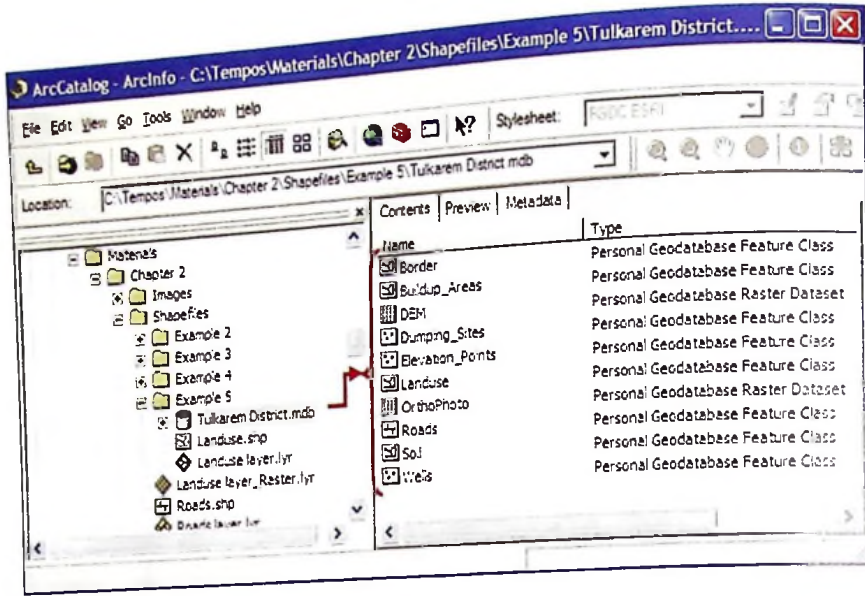 ArcCatalog - ArcInfo - C:\Tempos\Materials\Chapter 2\Shapefiles\Example 5\Tulkarem District....
File Edit View Go Tools Window Help
Stylesheet: FGDC ESRI
Location: C:\Tempos\Materials\Chapter 2\Shapefiles\Example 5\Tulkarem District.mdb
Materials
Chapter 2
Images
Shapefiles
Example 2
Example 3
Example 4
Example 5
Tulkarem District.mdb
Landuse.shp
Landuse layer.lyr
Landuse layer_Raster.lyr
Roads.shp
Roads layer.lyr
Contents Preview Metadata
Name Type
Border Personal Geodatabase Feature Class
Buildup_Areas Personal Geodatabase Feature Class
DEM Personal Geodatabase Raster Dataset
Dumping_Sites Personal Geodatabase Feature Class
Elevation_Points Personal Geodatabase Feature Class
Landuse Personal Geodatabase Feature Class
OrthoPhoto Personal Geodatabase Raster Dataset
Roads Personal Geodatabase Feature Class
Soil Personal Geodatabase Feature Class
Wells Personal Geodatabase Feature Class